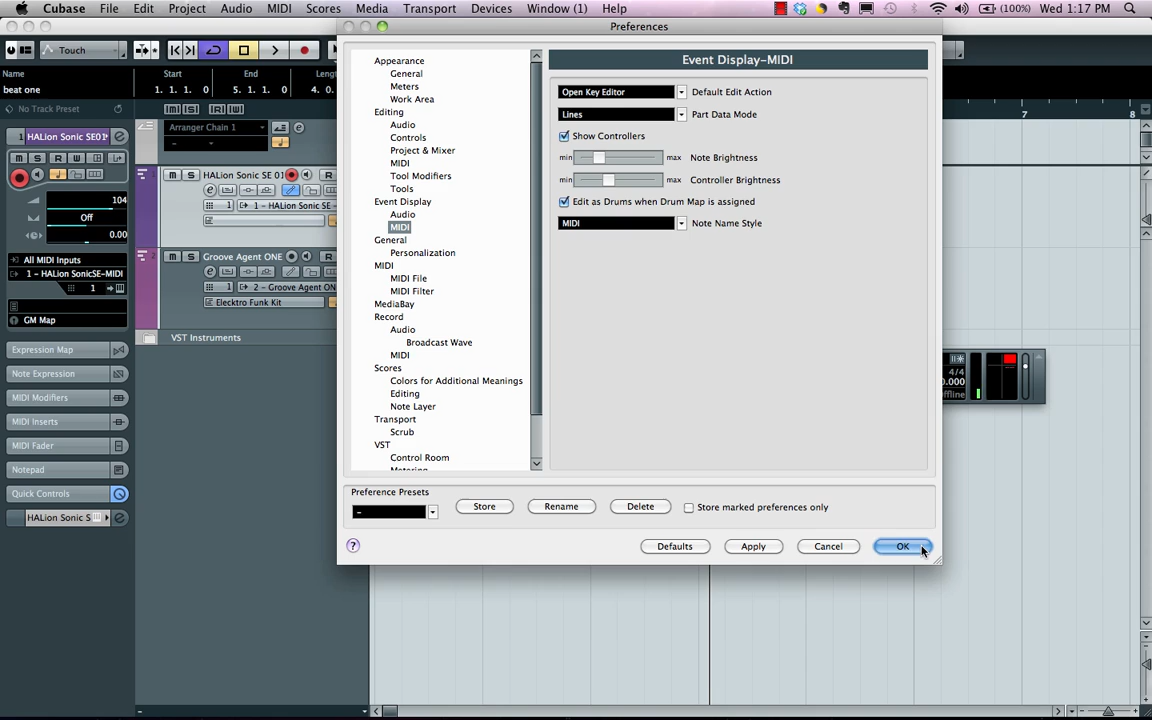 Cubase File Edit Project Audio MIDI Scores Media Transport Devices Window (1) Help (100%) Wed 1:17 PM
Preferences
Touch
Start End Lengt
1. 1. 1. 0 5. 1. 1. 0 4. 0.
Name
beat one
No Track Preset
Arranger Chain 1
7 8
1 HALion Sonic SE01
M S R W
HALion Sonic SE 01 R
1 1 - HALion Sonic SE -
104
Off
0.00
M S Groove Agent ONE R
1 2 - Groove Agent ON
Elecktro Funk Kit
All MIDI Inputs
1 - HALion SonicSE-MIDI
1
GM Map
VST Instruments
Expression Map
Note Expression
MIDI Modifiers
MIDI Inserts
MIDI Fader
Notepad
Quick Controls
HALion Sonic S
Appearance
General
Meters
Work Area
Editing
Audio
Controls
Project & Mixer
MIDI
Tool Modifiers
Tools
Event Display
Audio
MIDI
General
Personalization
MIDI
MIDI File
MIDI Filter
MediaBay
Record
Audio
Broadcast Wave
MIDI
Scores
Colors for Additional Meanings
Editing
Note Layer
Transport
Scrub
VST
Control Room
Metering
Event Display-MIDI
Open Key Editor Default Edit Action
Lines Part Data Mode
Show Controllers
min max Note Brightness
min max Controller Brightness
Edit as Drums when Drum Map is assigned
MIDI Note Name Style
4/4
0.000
offline
Preference Presets
– Store Rename Delete Store marked preferences only
? Defaults Apply Cancel OK